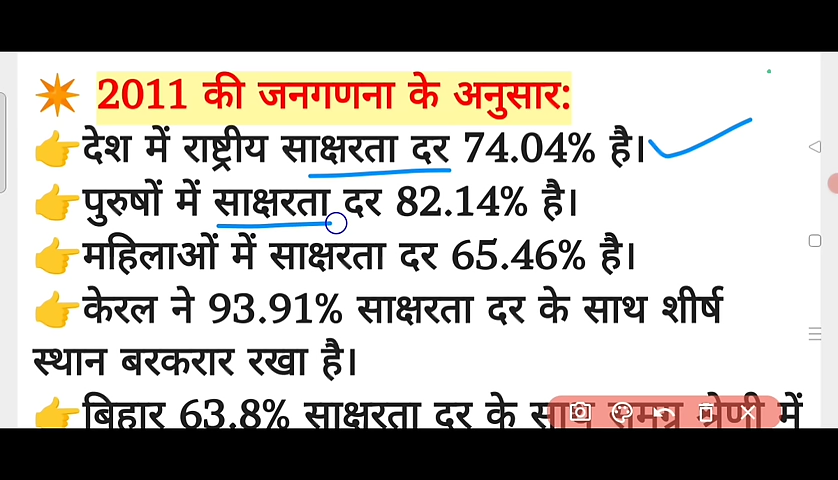 2011 की जनगणना के अनुसार:
देश में राष्ट्रीय साक्षरता दर 74.04% है।
पुरुषों में साक्षरता दर 82.14% है।
महिलाओं में साक्षरता दर 65.46% है।
केरल ने 93.91% साक्षरता दर के साथ शीर्ष
स्थान बरकरार रखा है।
बिहार 63.8% साक्षरता दर के साथ समग्र श्रेणी में